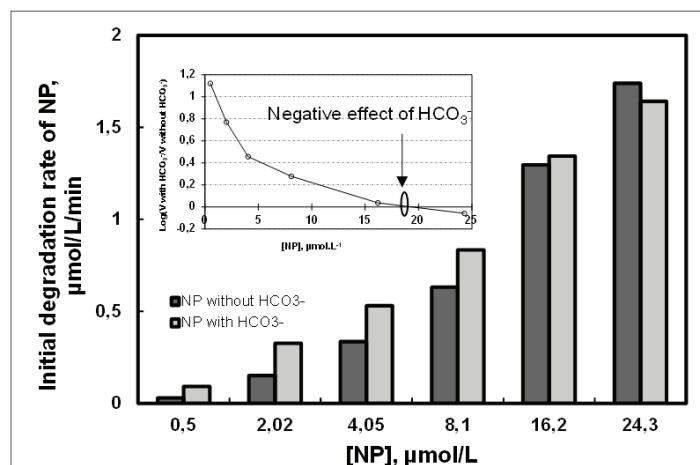 2
1.5
1
0,5
0
Initial degradation rate of NP,
µmol/L/min
1,2
1
0,8
0,6
0,4
0,2
0
-0,2
Log(V with HCO₃⁻/V without HCO₃⁻)
Negative effect of HCO₃⁻
0 5 10 15 20 25
[NP], µmol.L⁻¹
NP without HCO3-
NP with HCO3-
0,5 2,02 4,05 8,1 16,2 24,3
[NP], µmol/L